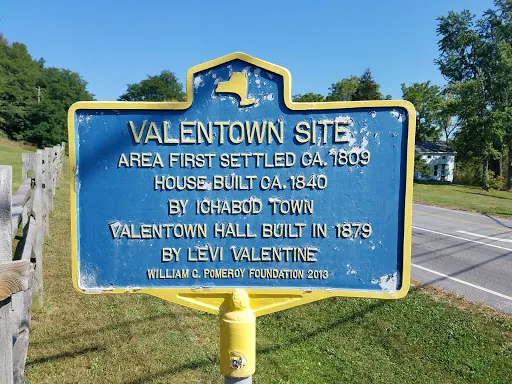 VALENTOWN SITE
AREA FIRST SETTLED CA. 1809
HOUSE BUILT CA. 1840
BY ICHABOD TOWN
VALENTOWN HALL BUILT IN 1879
BY LEVI VALENTINE
WILLIAM G. POMEROY FOUNDATION 2013